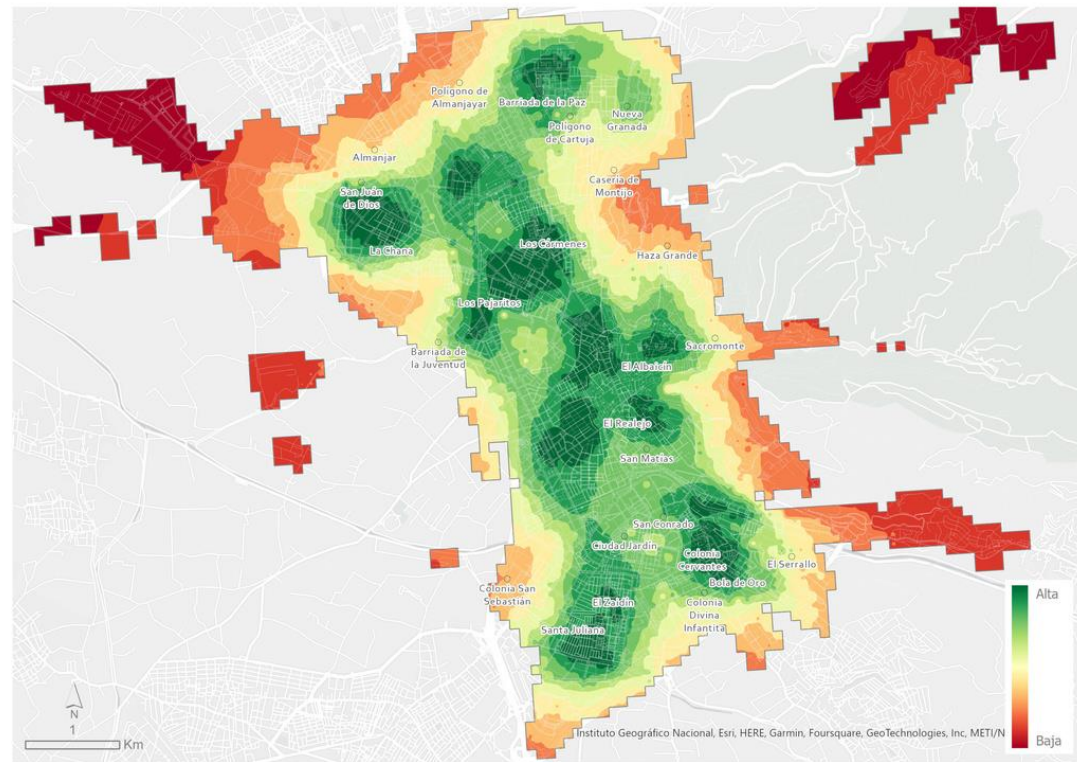 Polígono
de Almanjayar
Barriada de la Paz
Nueva
Granada
Polígono
de Cartuja
Almanjar
Caseria de
Montijo
San Juan
de Dios
La Chana
Los Cármenes
Haza Grande
Los Pajaritos
Barriada de
la Juventud
Sacromonte
El Albaicín
El Realejo
San Matías
San Conrado
Ciudad Jardín
Colonia
Cervantes
El Serrallo
Bola de Oro
Colonia San
Sebastián
El Zaidín
Colonia
Divina
Infantita
Santa Juliana
Alta
Baja
N
1
Km
Instituto Geográfico Nacional, Esri, HERE, Garmin, Foursquare, GeoTechnologies, Inc, METI/N